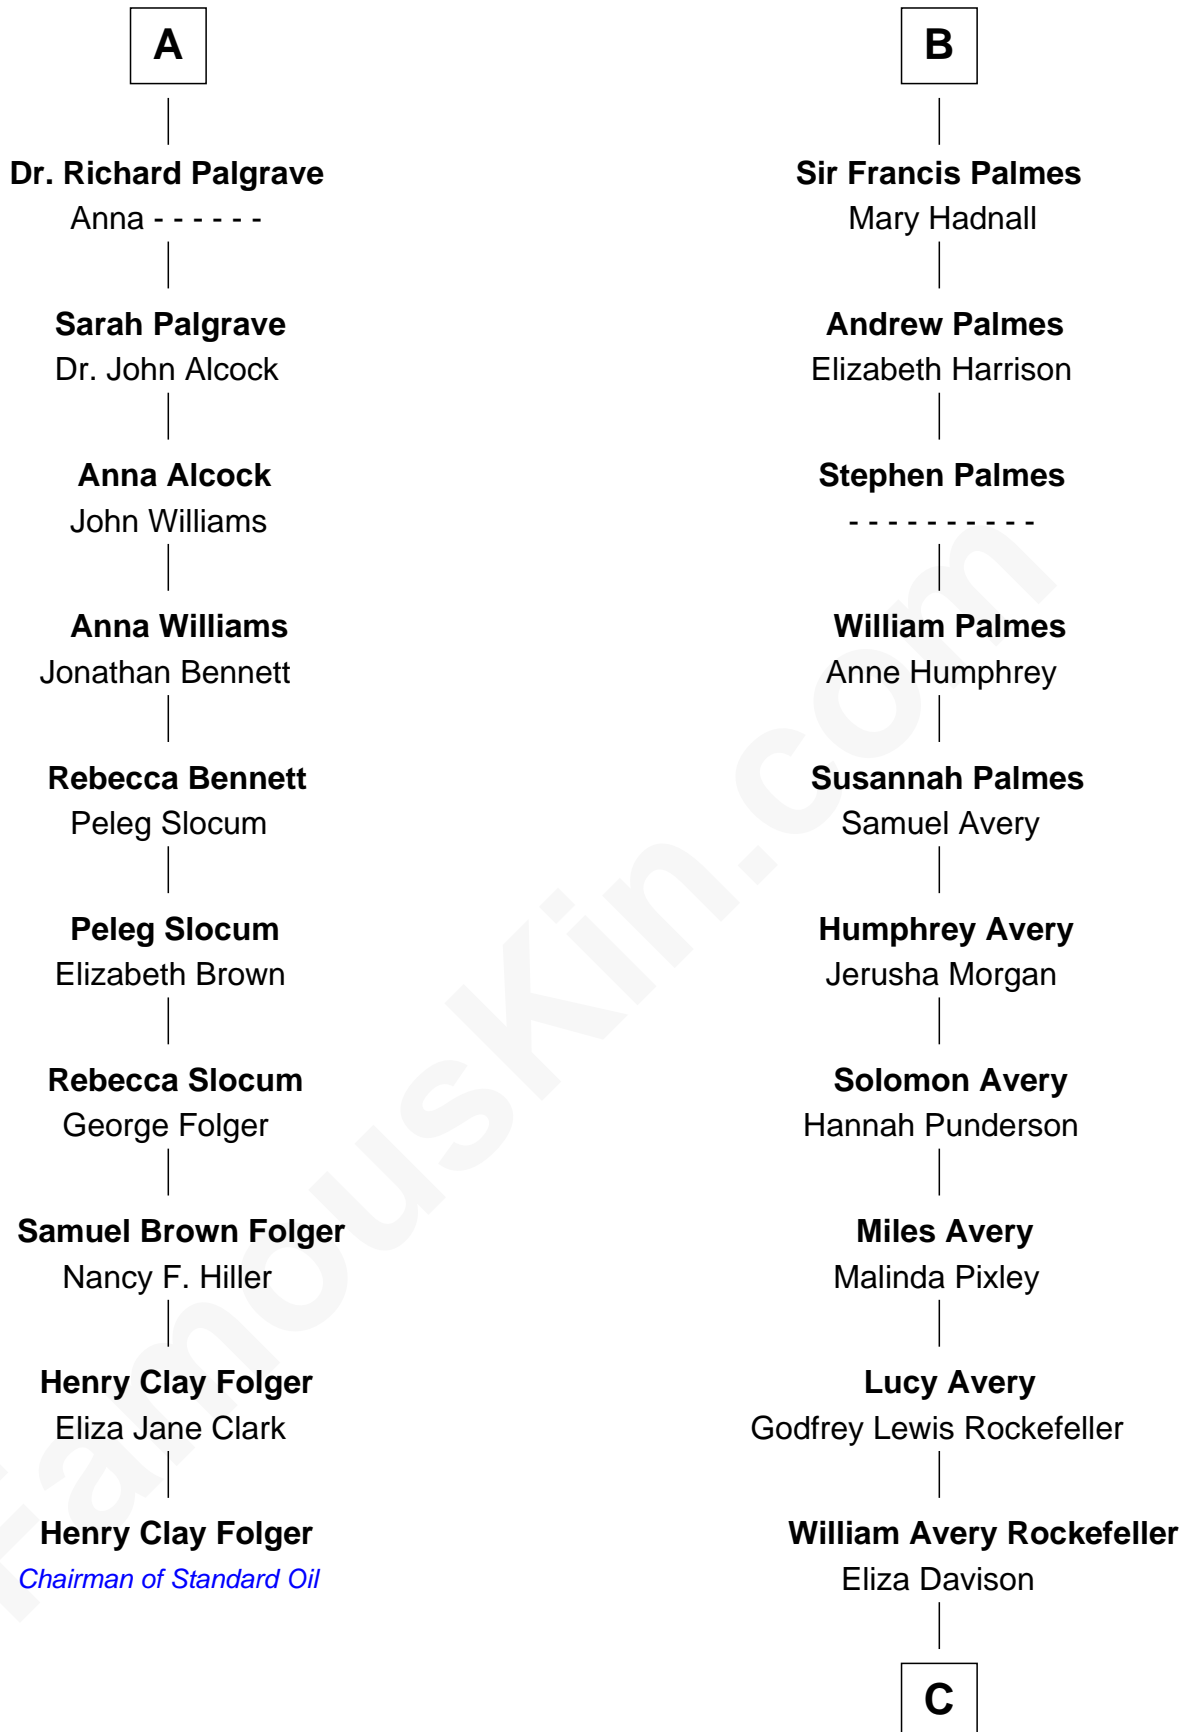 A
Dr. Richard Palgrave
Anna - - - - - -
Sarah Palgrave
Dr. John Alcock
Anna Alcock
John Williams
Anna Williams
Jonathan Bennett
Rebecca Bennett
Peleg Slocum
Peleg Slocum
Elizabeth Brown
Rebecca Slocum
George Folger
Samuel Brown Folger
Nancy F. Hiller
Henry Clay Folger
Eliza Jane Clark
Henry Clay Folger
Chairman of Standard Oil
B
Sir Francis Palmes
Mary Hadnall
Andrew Palmes
Elizabeth Harrison
Stephen Palmes
- - - - - - - - - -
William Palmes
Anne Humphrey
Susannah Palmes
Samuel Avery
Humphrey Avery
Jerusha Morgan
Solomon Avery
Hannah Punderson
Miles Avery
Malinda Pixley
Lucy Avery
Godfrey Lewis Rockefeller
William Avery Rockefeller
Eliza Davison
C
FamousKin.com